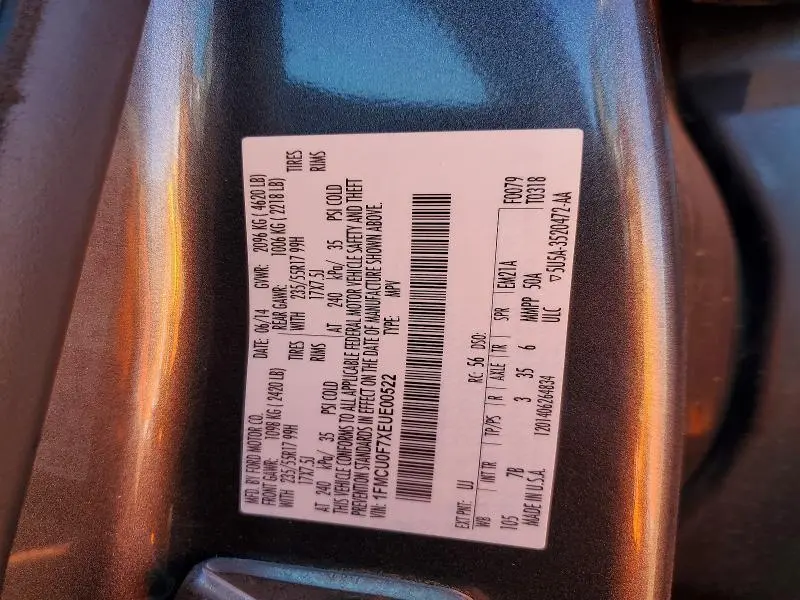 MFD. BY FORD MOTOR CO.
DATE: 06/14 GVWR: 2096 KG ( 4620 LB)
FRONT GAWR: 1098 KG ( 2420 LB) REAR GAWR: 1006 KG ( 2218 LB)
WITH 235/55R17 99H TIRES WITH 235/55R17 99H TIRES
17X7.5J RIMS 17X7.5J RIMS
AT 240 kPa/ 35 PSI COLD AT 240 kPa/ 35 PSI COLD
THIS VEHICLE CONFORMS TO ALL APPLICABLE FEDERAL MOTOR VEHICLE SAFETY AND THEFT
PREVENTION STANDARDS IN EFFECT ON THE DATE OF MANUFACTURE SHOWN ABOVE.
VIN: 1FMCU0F7XEUE00522 TYPE: MPV
EXT PNT: UJ RC: 56 DSO: F0079
WB INT TR TP/PS R AXLE TR SPR EM21A T0318
105 7B 3 35 6 MMPP 50A
MADE IN U.S.A. 1201406264834 ULC ▽5U5A-3520472-AA